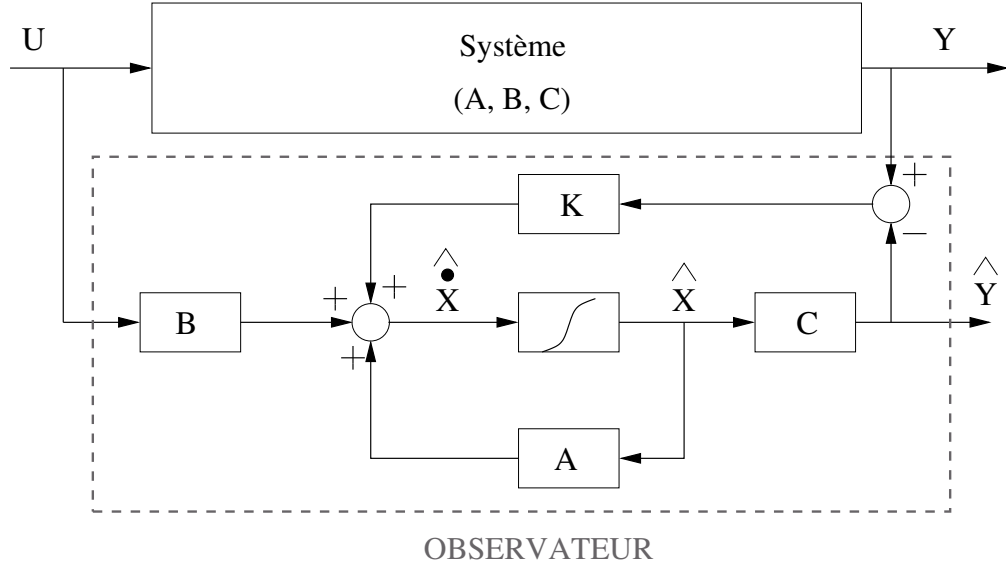 U
Système
Y
(A, B, C)
+
K
−
+
+
Ẋ̂
X̂
Ŷ
B
C
+
A
OBSERVATEUR